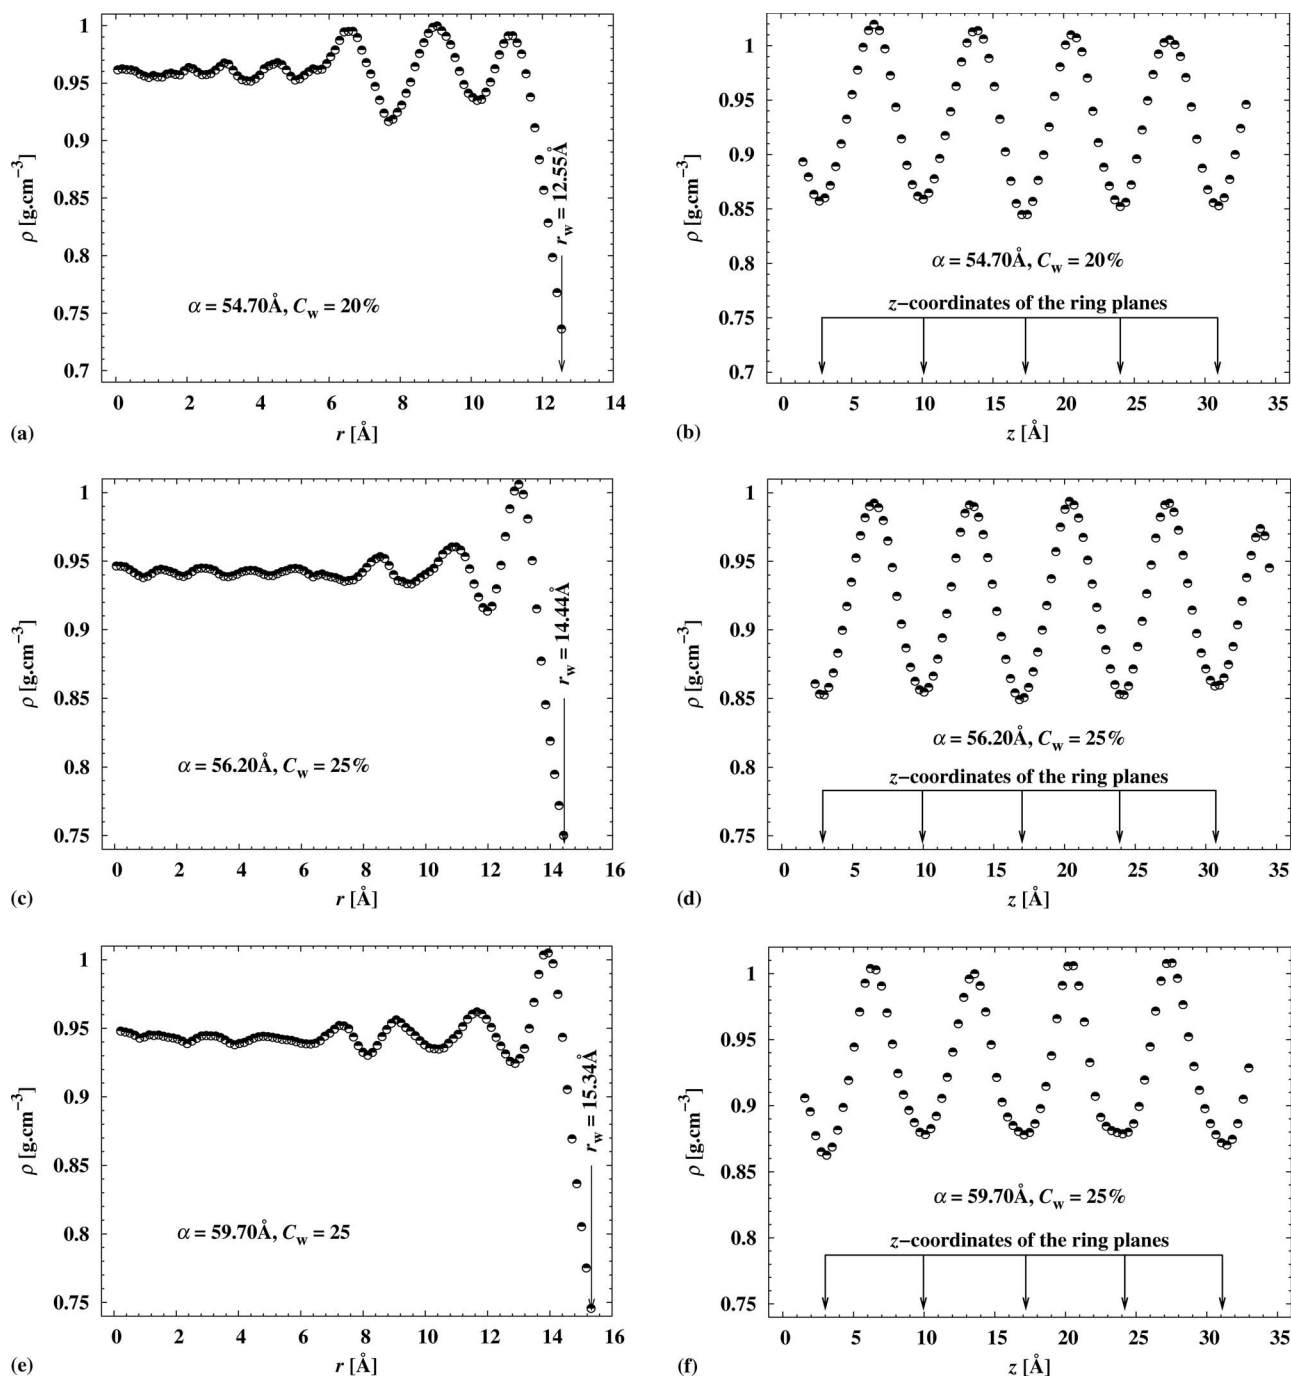 1
0.95
0.9
0.85
0.8
0.75
0.7
ρ [g.cm−3]
rw = 12.55Å
α = 54.70Å, Cw = 20%
0 2 4 6 8 10 12 14
(a)
r [Å]
1
0.95
0.9
0.85
0.8
0.75
0.7
ρ [g.cm−3]
α = 54.70Å, Cw = 20%
z−coordinates of the ring planes
0 5 10 15 20 25 30 35
(b)
z [Å]
1
0.95
0.9
0.85
0.8
0.75
ρ [g.cm−3]
rw = 14.44Å
α = 56.20Å, Cw = 25%
0 2 4 6 8 10 12 14 16
(c)
r [Å]
1
0.95
0.9
0.85
0.8
0.75
ρ [g.cm−3]
α = 56.20Å, Cw = 25%
z−coordinates of the ring planes
0 5 10 15 20 25 30 35
(d)
z [Å]
1
0.95
0.9
0.85
0.8
0.75
ρ [g.cm−3]
rw = 15.34Å
α = 59.70Å, Cw = 25
0 2 4 6 8 10 12 14 16
(e)
r [Å]
1
0.95
0.9
0.85
0.8
0.75
ρ [g.cm−3]
α = 59.70Å, Cw = 25%
z−coordinates of the ring planes
0 5 10 15 20 25 30 35
(f)
z [Å]